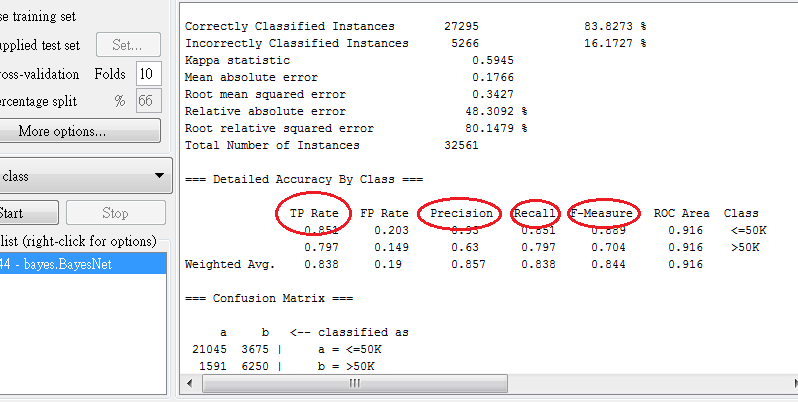 se training set
upplied test set Set...
ross-validation Folds 10
ercentage split % 66
More options...
class
Start Stop
list (right-click for options)
44 - bayes.BayesNet
Correctly Classified Instances 27295 83.8273 %
Incorrectly Classified Instances 5266 16.1727 %
Kappa statistic 0.5945
Mean absolute error 0.1766
Root mean squared error 0.3427
Relative absolute error 48.3092 %
Root relative squared error 80.1479 %
Total Number of Instances 32561
=== Detailed Accuracy By Class ===
TP Rate FP Rate Precision Recall F-Measure ROC Area Class
0.851 0.203 0.93 0.851 0.889 0.916 <=50K
0.797 0.149 0.63 0.797 0.704 0.916 >50K
Weighted Avg. 0.838 0.19 0.857 0.838 0.844 0.916
=== Confusion Matrix ===
a b <-- classified as
21045 3675 | a = <=50K
1591 6250 | b = >50K